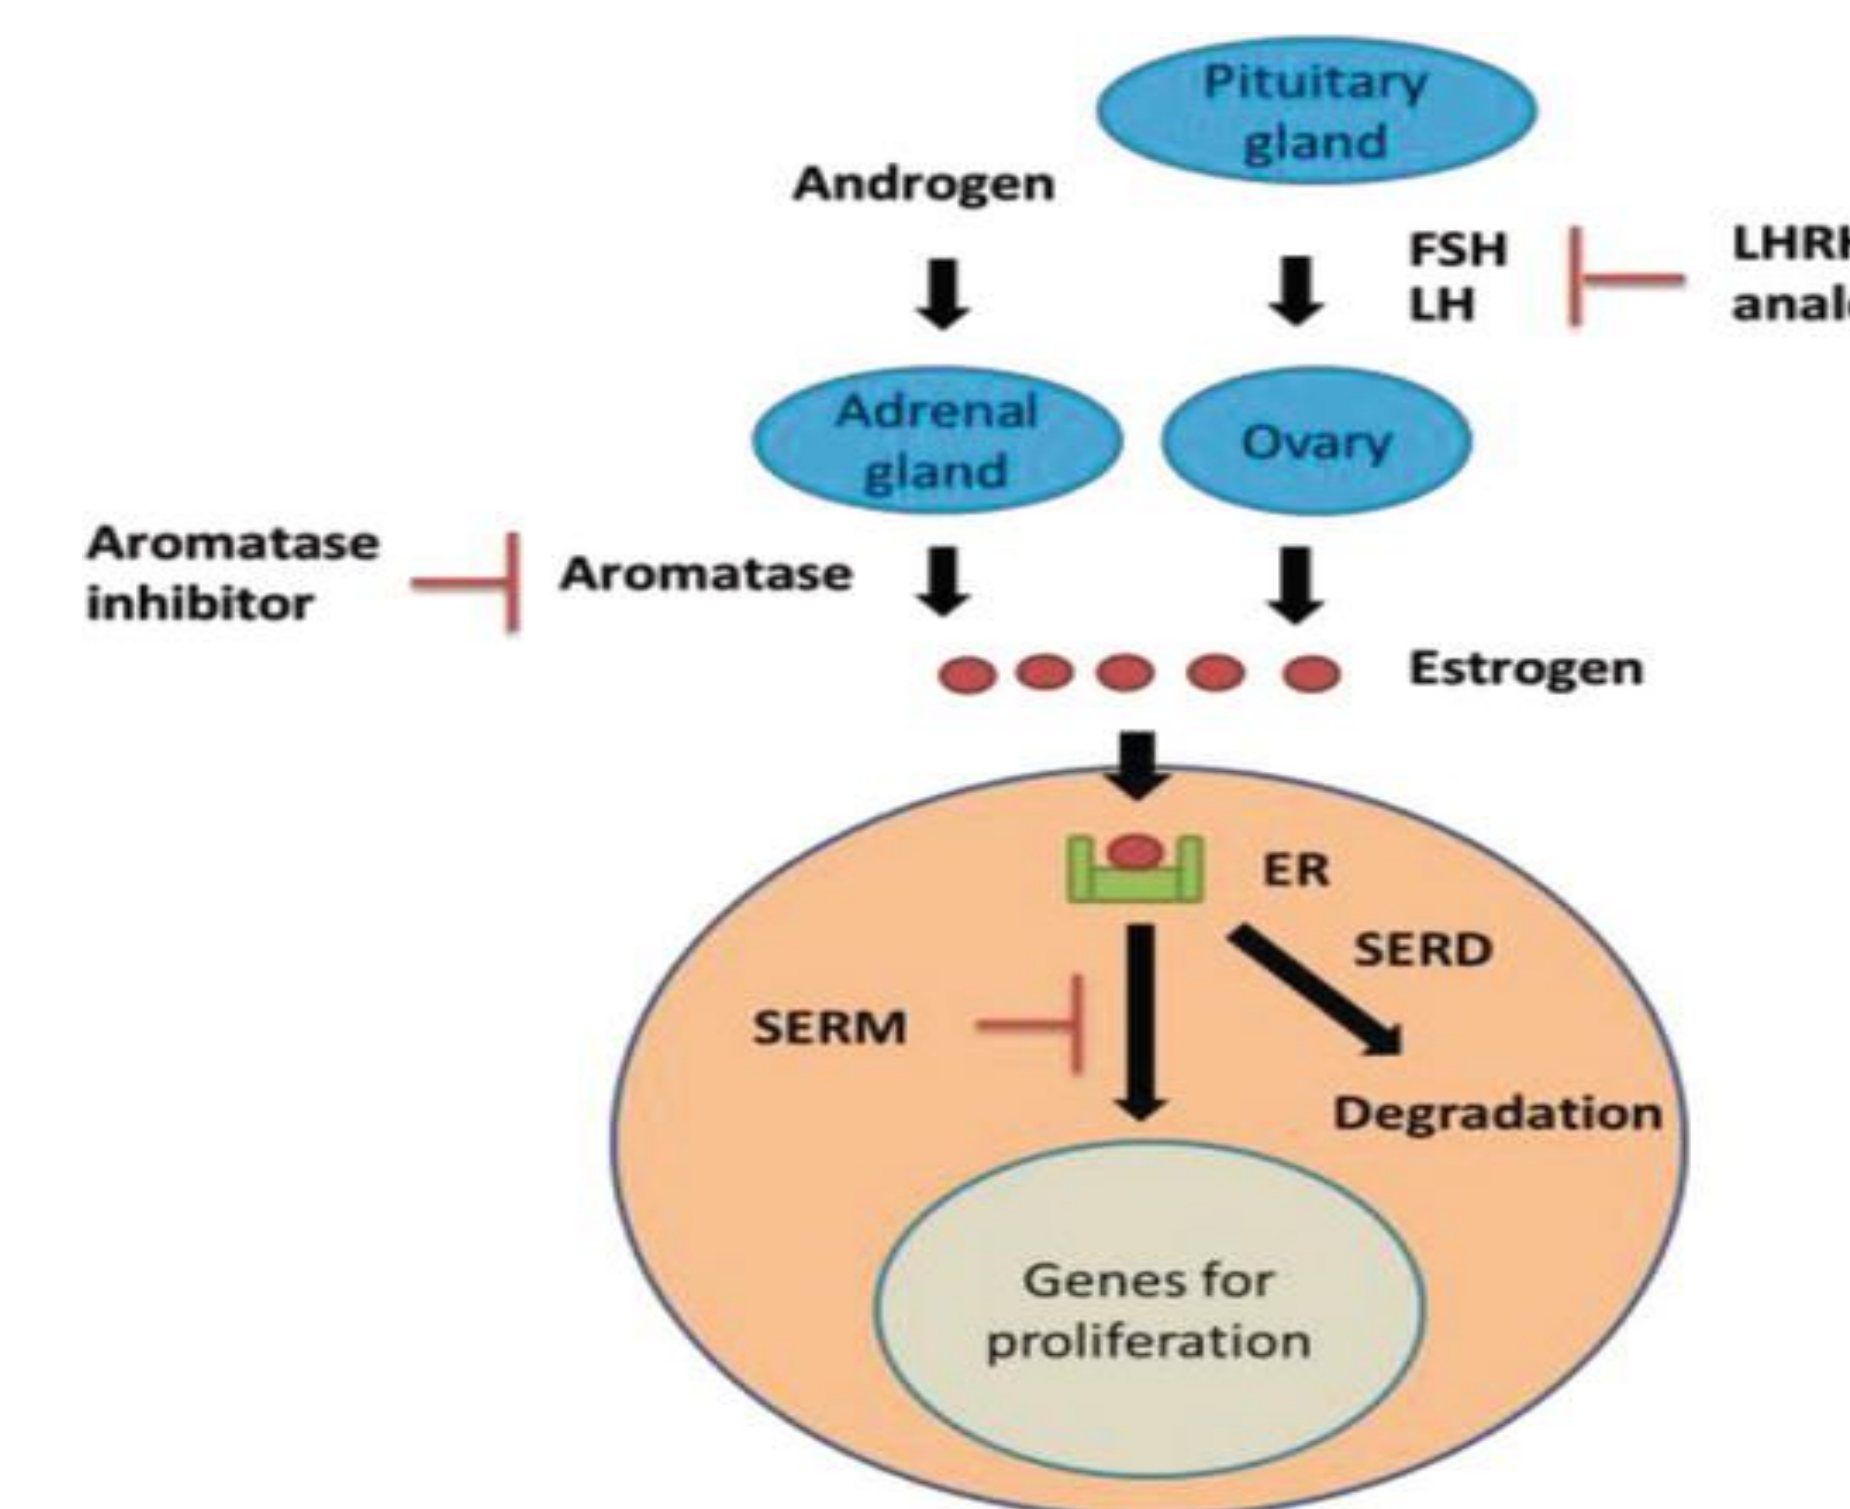 Pituitary
gland
Androgen
FSH
LH
Adrenal
gland
Ovary
Aromatase
inhibitor
Aromatase
Estrogen
ER
SERD
SERM
Degradation
Genes for
proliferation